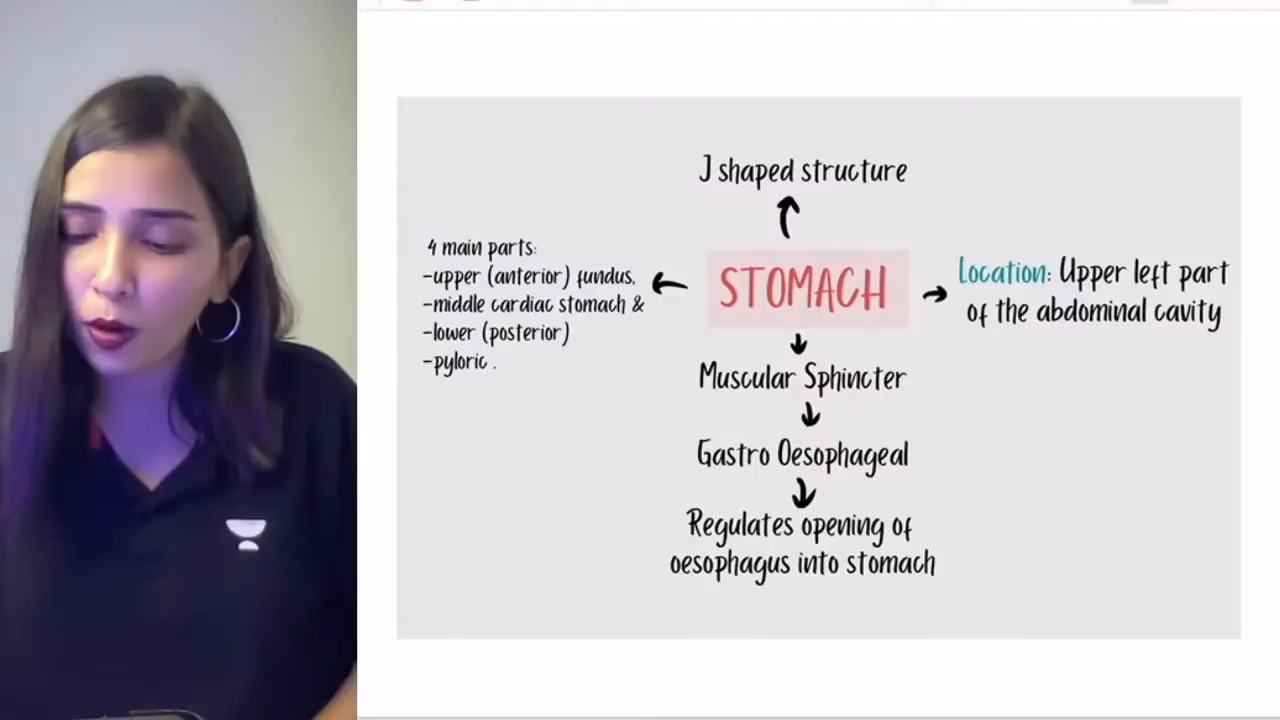 J shaped structure
4 main parts:
-upper (anterior) fundus,
-middle cardiac stomach &
-lower (posterior)
-pyloric .
STOMACH
Location: Upper left part
of the abdominal cavity
Muscular Sphincter
Gastro Oesophageal
Regulates opening of
oesophagus into stomach